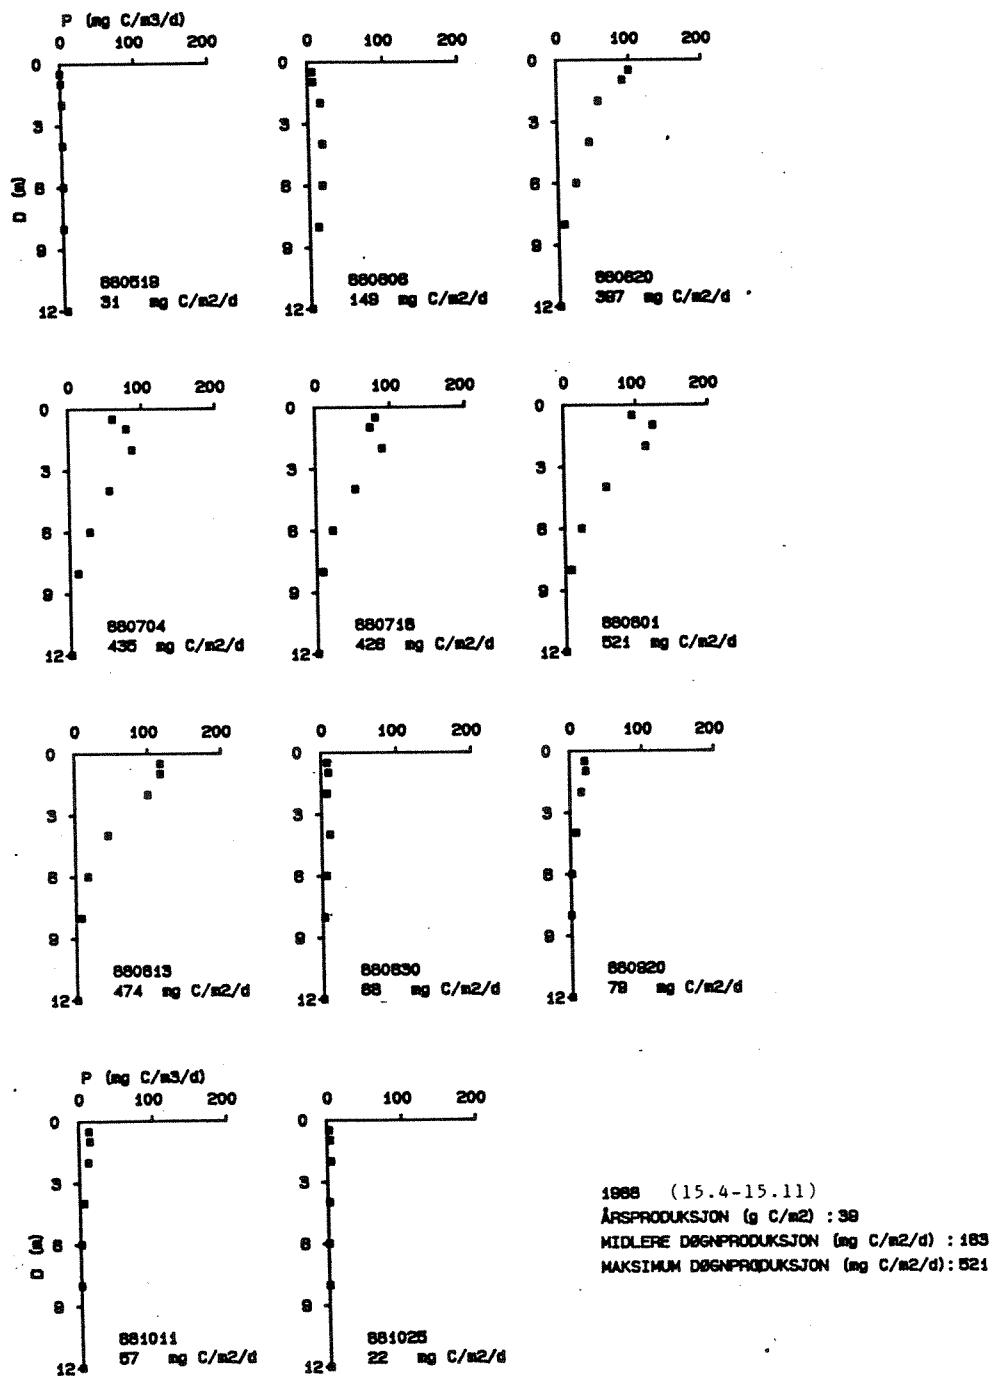 P (mg C/m3/d)
0 100 200
0 100 200
0 100 200
0
3
6
9
12
D (m)
880519
31 mg C/m2/d
0
3
6
9
12
880606
149 mg C/m2/d
0
3
6
9
12
880620
397 mg C/m2/d
0 100 200
0 100 200
0 100 200
0
3
6
9
12
880704
435 mg C/m2/d
0
3
6
9
12
880718
428 mg C/m2/d
0
3
6
9
12
880801
521 mg C/m2/d
0 100 200
0 100 200
0 100 200
0
3
6
9
12
880813
474 mg C/m2/d
0
3
6
9
12
880830
88 mg C/m2/d
0
3
6
9
12
880920
79 mg C/m2/d
P (mg C/m3/d)
0 100 200
0 100 200
0
3
6
9
12
D (m)
881011
57 mg C/m2/d
0
3
6
9
12
881025
22 mg C/m2/d
1988 (15.4-15.11)
ÅRSPRODUKSJON (g C/m2) :39
MIDLERE DØGNPRODUKSJON (mg C/m2/d) :183
MAKSIMUM DØGNPRODUKSJON (mg C/m2/d):521